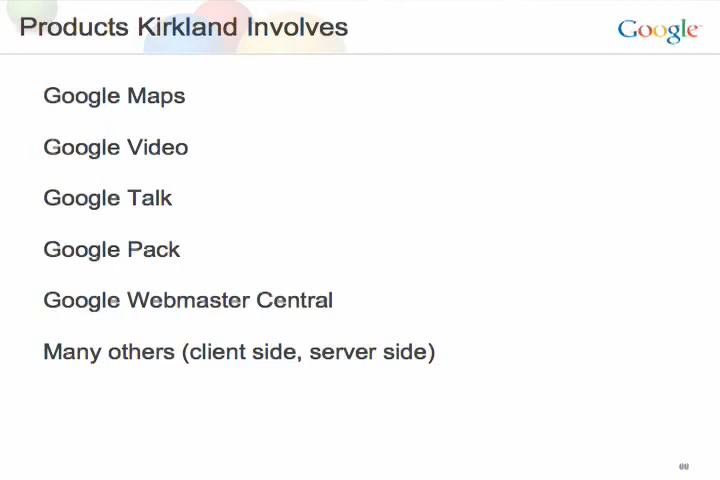 Products Kirkland Involves
Google
Google Maps
Google Video
Google Talk
Google Pack
Google Webmaster Central
Many others (client side, server side)